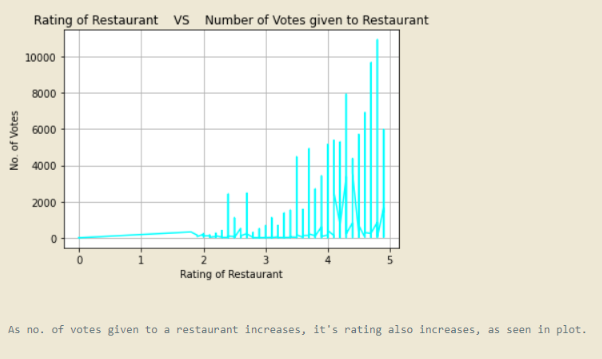 Rating of Restaurant VS Number of Votes given to Restaurant
10000
8000
6000
4000
2000
0
No. of Votes
0 1 2 3 4 5
Rating of Restaurant
As no. of votes given to a restaurant increases, it's rating also increases, as seen in plot.